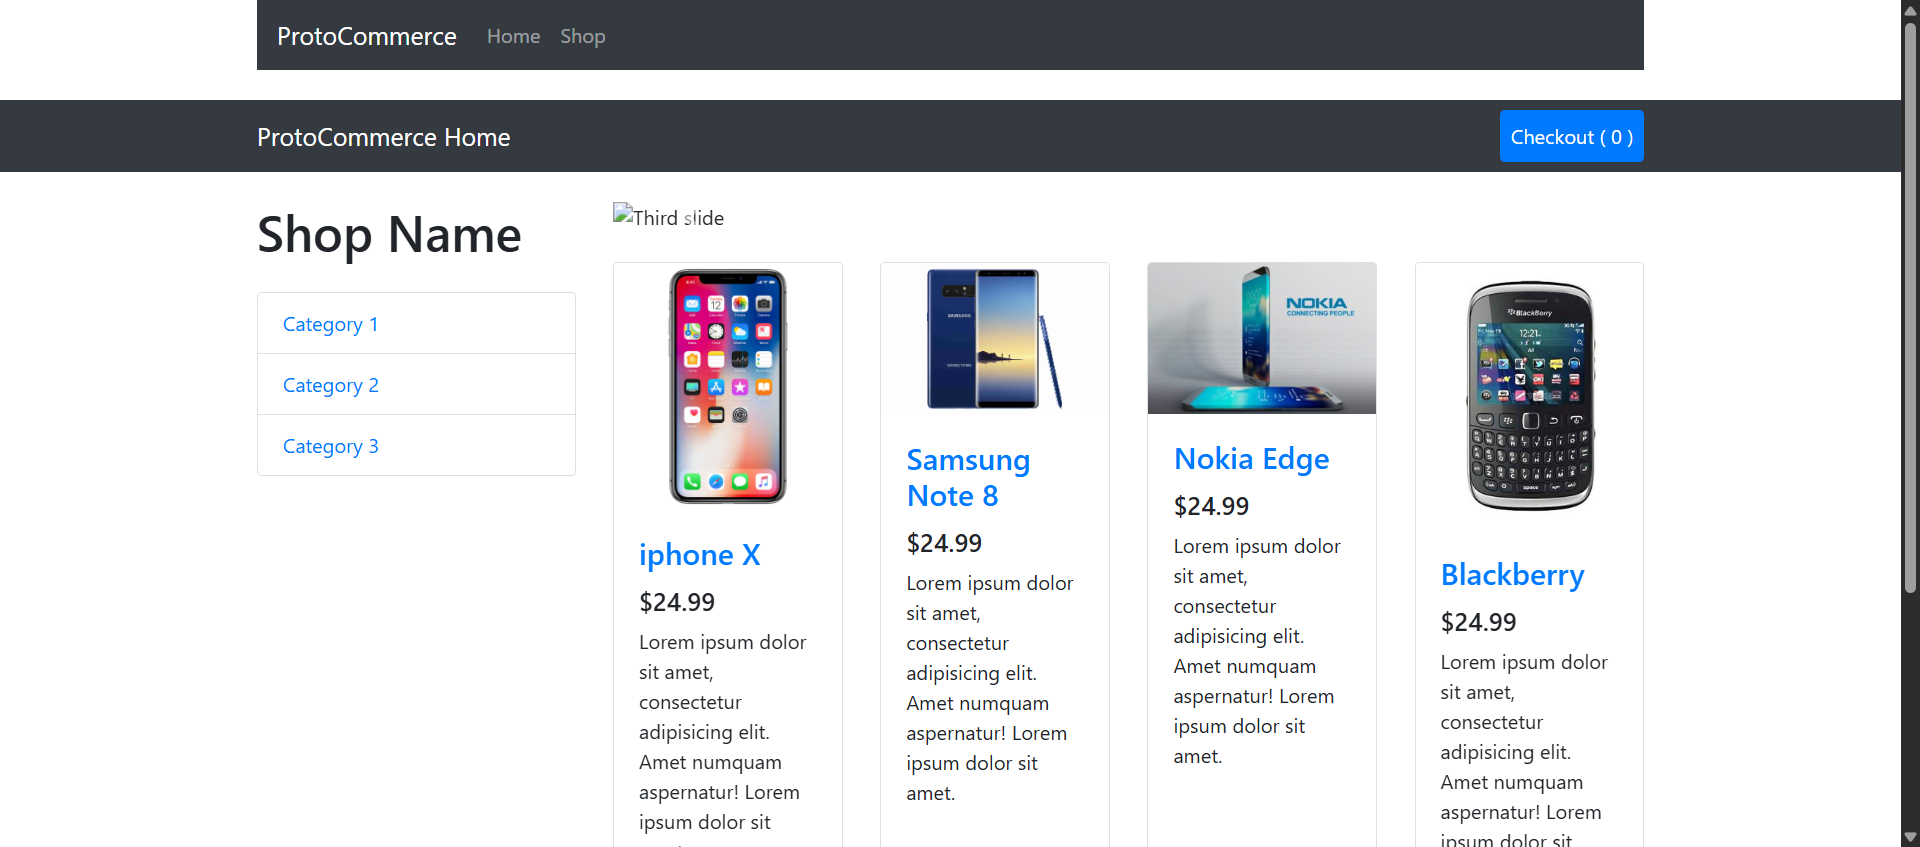 ProtoCommerce Home Shop
ProtoCommerce Home
Checkout ( 0 )
Shop Name
Category 1
Category 2
Category 3
Third slide
iphone X
$24.99
Lorem ipsum dolor
sit amet,
consectetur
adipisicing elit.
Amet numquam
aspernatur! Lorem
ipsum dolor sit
SAMSUNG
Samsung
Note 8
$24.99
Lorem ipsum dolor
sit amet,
consectetur
adipisicing elit.
Amet numquam
aspernatur! Lorem
ipsum dolor sit
amet.
NOKIA
CONNECTING PEOPLE
Nokia Edge
$24.99
Lorem ipsum dolor
sit amet,
consectetur
adipisicing elit.
Amet numquam
aspernatur! Lorem
ipsum dolor sit
amet.
BlackBerry
12:21
Blackberry
$24.99
Lorem ipsum dolor
sit amet,
consectetur
adipisicing elit.
Amet numquam
aspernatur! Lorem
ipsum dolor sit